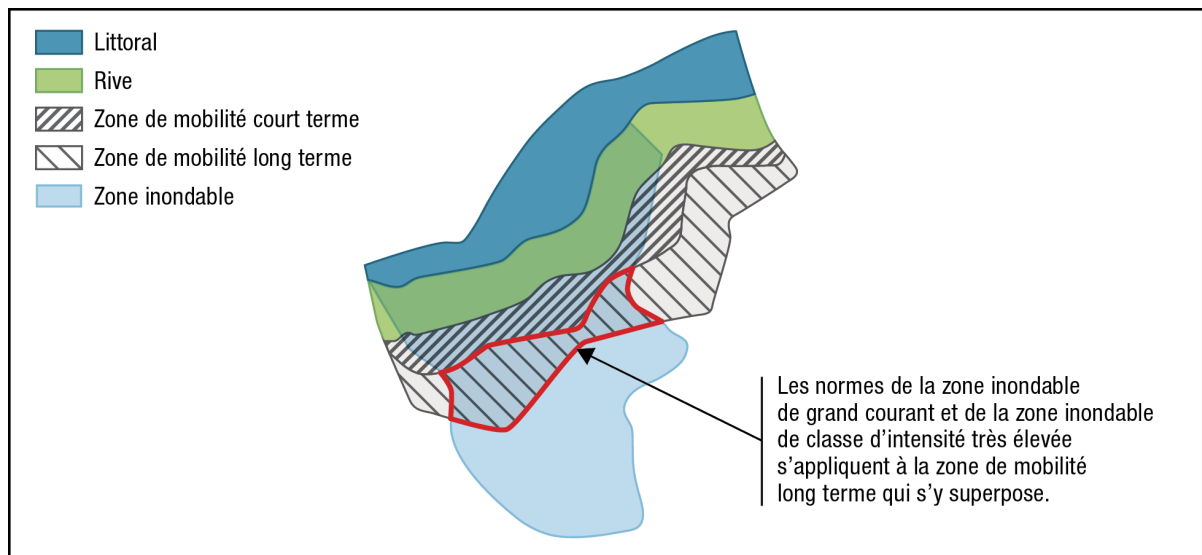 Littoral
Rive
Zone de mobilité court terme
Zone de mobilité long terme
Zone inondable
Les normes de la zone inondable
de grand courant et de la zone inondable
de classe d’intensité très élevée
s’appliquent à la zone de mobilité
long terme qui s’y superpose.